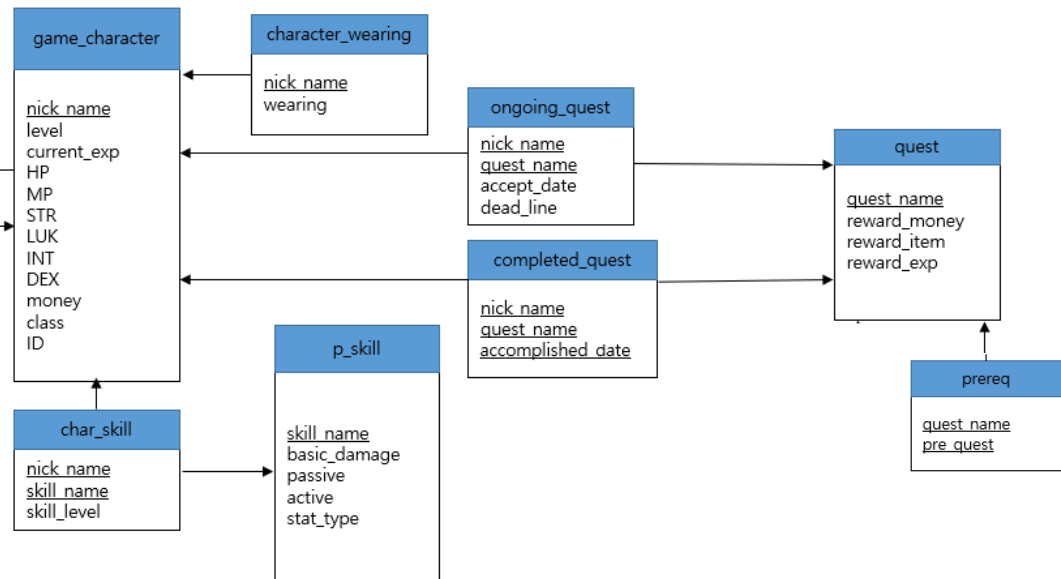 game_character
nick_name
level
current_exp
HP
MP
STR
LUK
INT
DEX
money
class
ID
character_wearing
nick_name
wearing
ongoing_quest
nick_name
quest_name
accept_date
dead_line
quest
quest_name
reward_money
reward_item
reward_exp
completed_quest
nick_name
quest_name
accomplished_date
p_skill
skill_name
basic_damage
passive
active
stat_type
prereq
quest_name
pre_quest
char_skill
nick_name
skill_name
skill_level